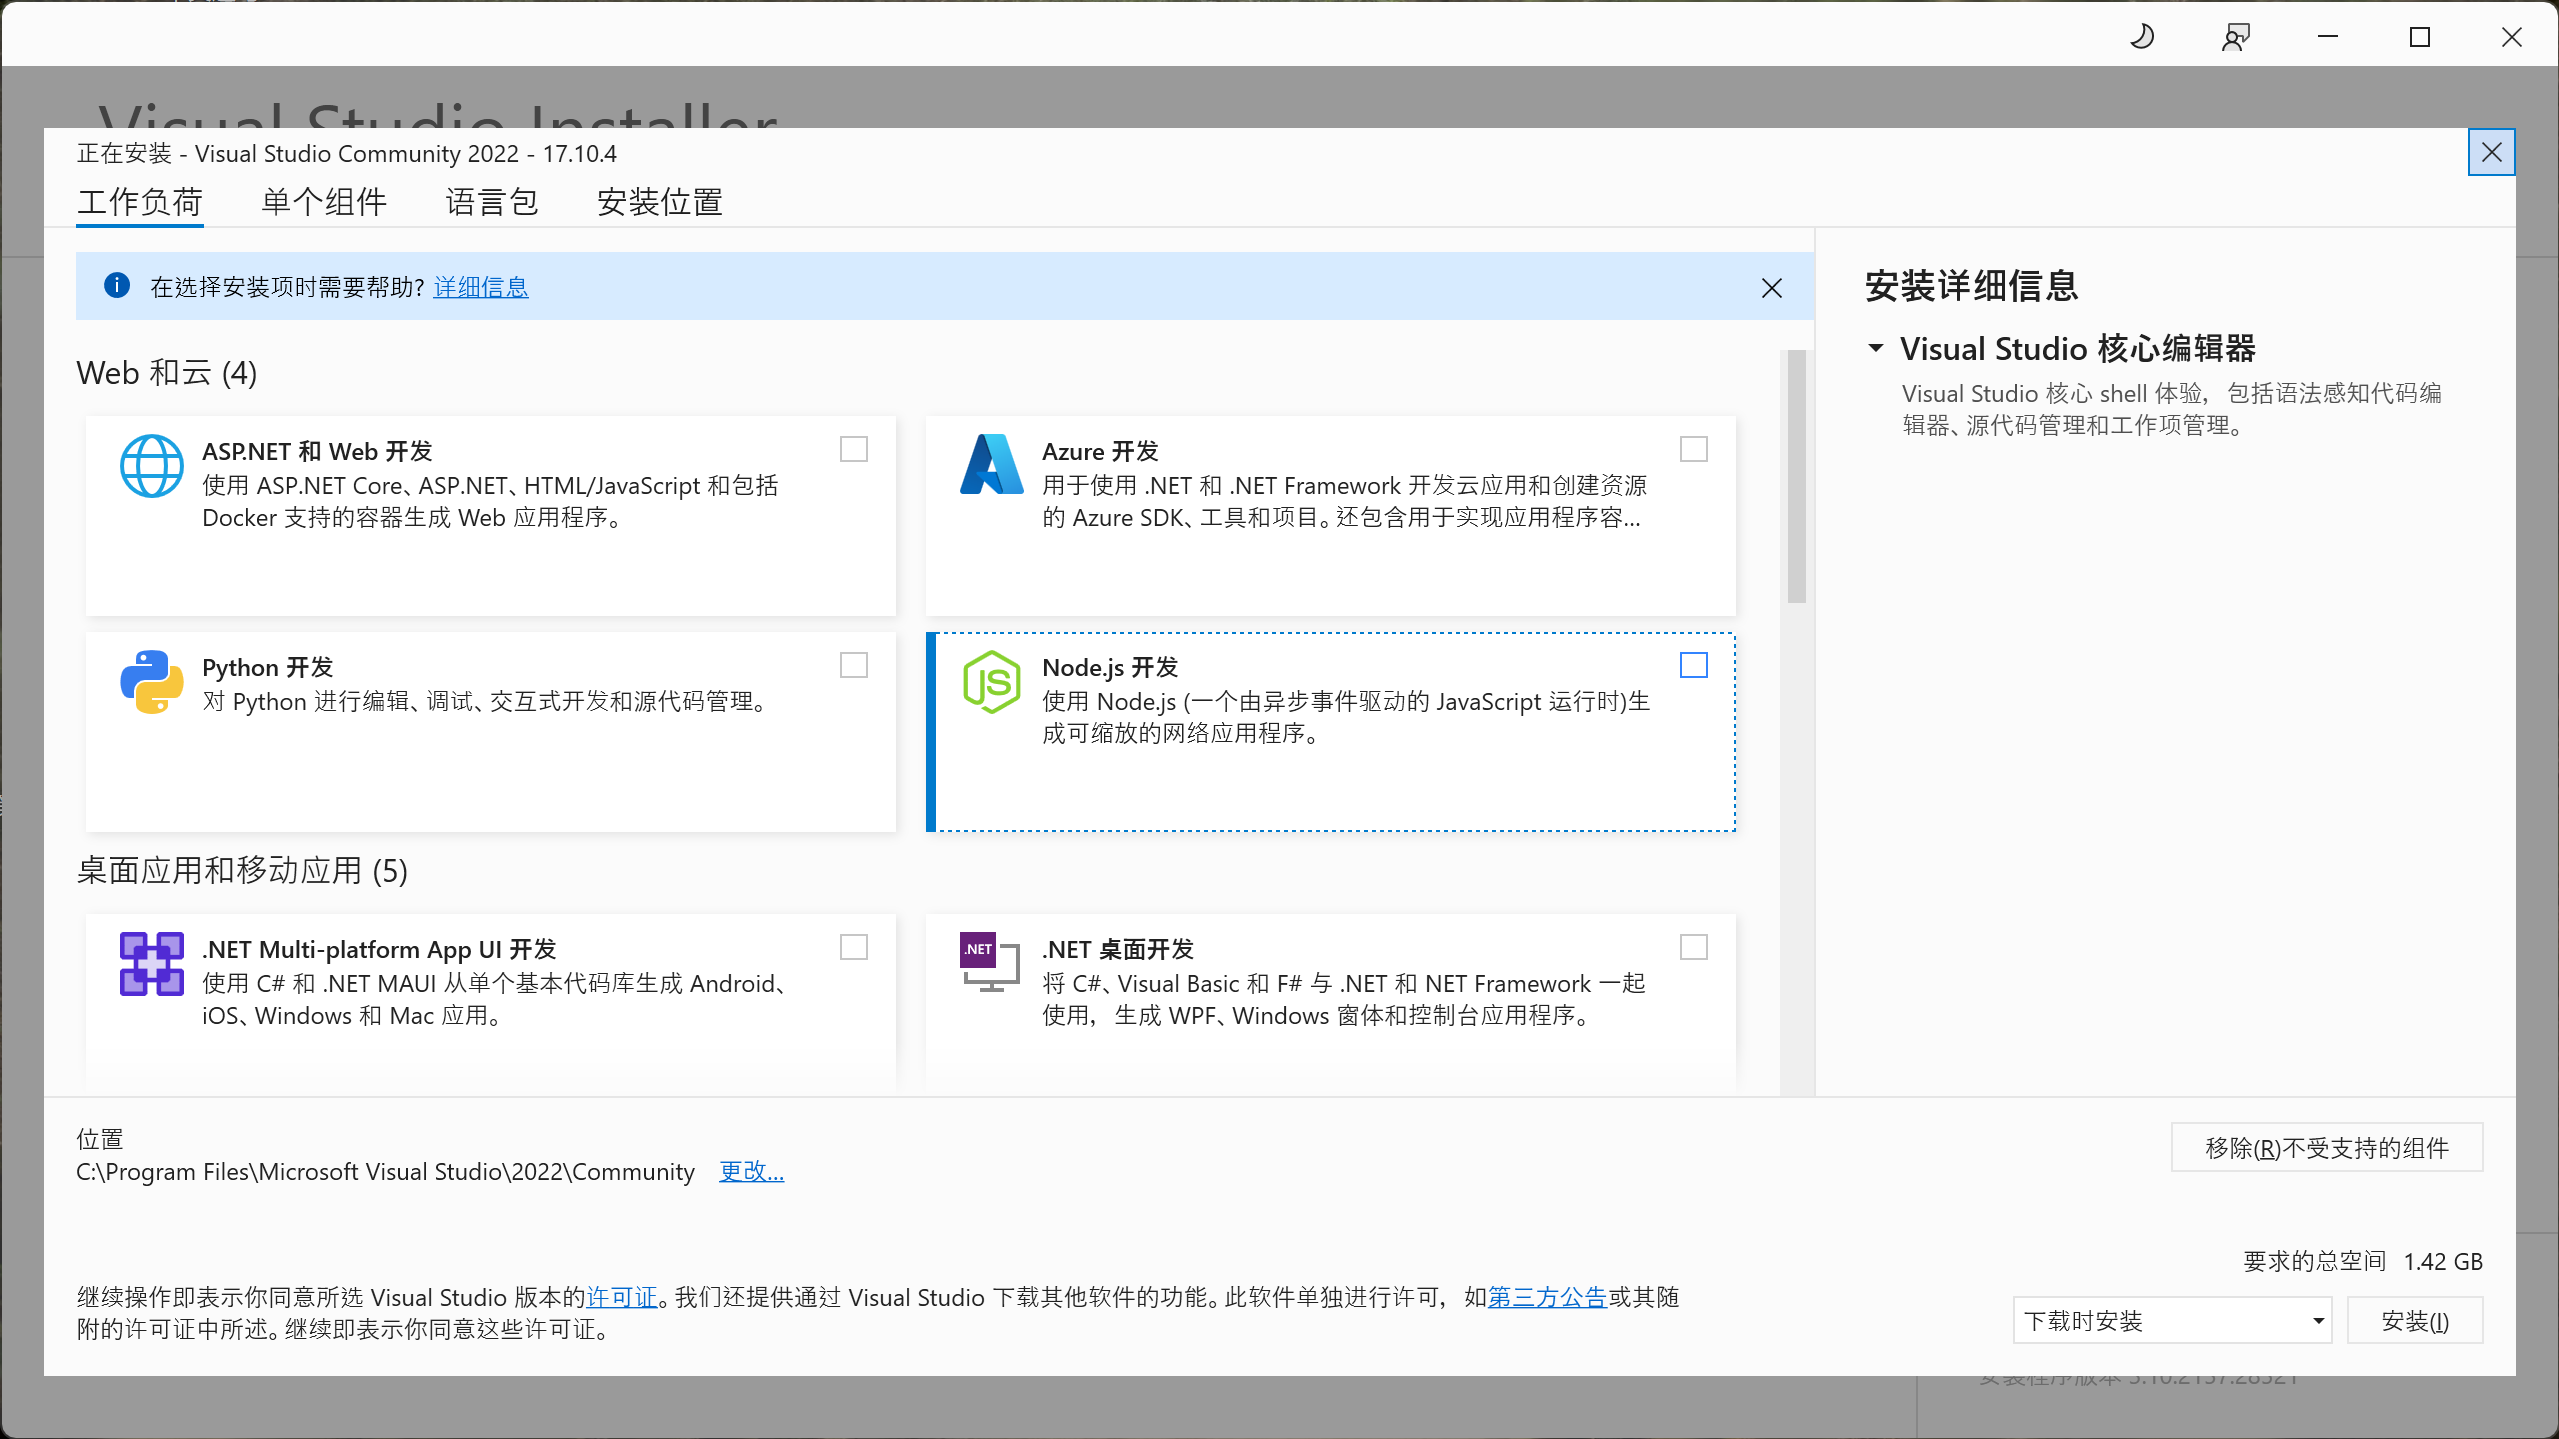 Visual Studio Installer
正在安装 - Visual Studio Community 2022 - 17.10.4
工作负荷 单个组件 语言包 安装位置
在选择安装项时需要帮助? 详细信息
Web 和云 (4)
ASP.NET 和 Web 开发
使用 ASP.NET Core、ASP.NET、HTML/JavaScript 和包括
Docker 支持的容器生成 Web 应用程序。
Azure 开发
用于使用 .NET 和 .NET Framework 开发云应用和创建资源
的 Azure SDK、工具和项目。还包含用于实现应用程序容...
Python 开发
对 Python 进行编辑、调试、交互式开发和源代码管理。
Node.js 开发
使用 Node.js (一个由异步事件驱动的 JavaScript 运行时)生
成可缩放的网络应用程序。
桌面应用和移动应用 (5)
.NET Multi-platform App UI 开发
使用 C# 和 .NET MAUI 从单个基本代码库生成 Android、
iOS、Windows 和 Mac 应用。
.NET
.NET 桌面开发
将 C#、Visual Basic 和 F# 与 .NET 和 NET Framework 一起
使用，生成 WPF、Windows 窗体和控制台应用程序。
安装详细信息
Visual Studio 核心编辑器
Visual Studio 核心 shell 体验，包括语法感知代码编
辑器、源代码管理和工作项管理。
位置
C:\Program Files\Microsoft Visual Studio\2022\Community 更改...
移除(R)不受支持的组件
要求的总空间 1.42 GB
继续操作即表示你同意所选 Visual Studio 版本的许可证。我们还提供通过 Visual Studio 下载其他软件的功能。此软件单独进行许可，如第三方公告或其随
附的许可证中所述。继续即表示你同意这些许可证。
下载时安装 安装(I)